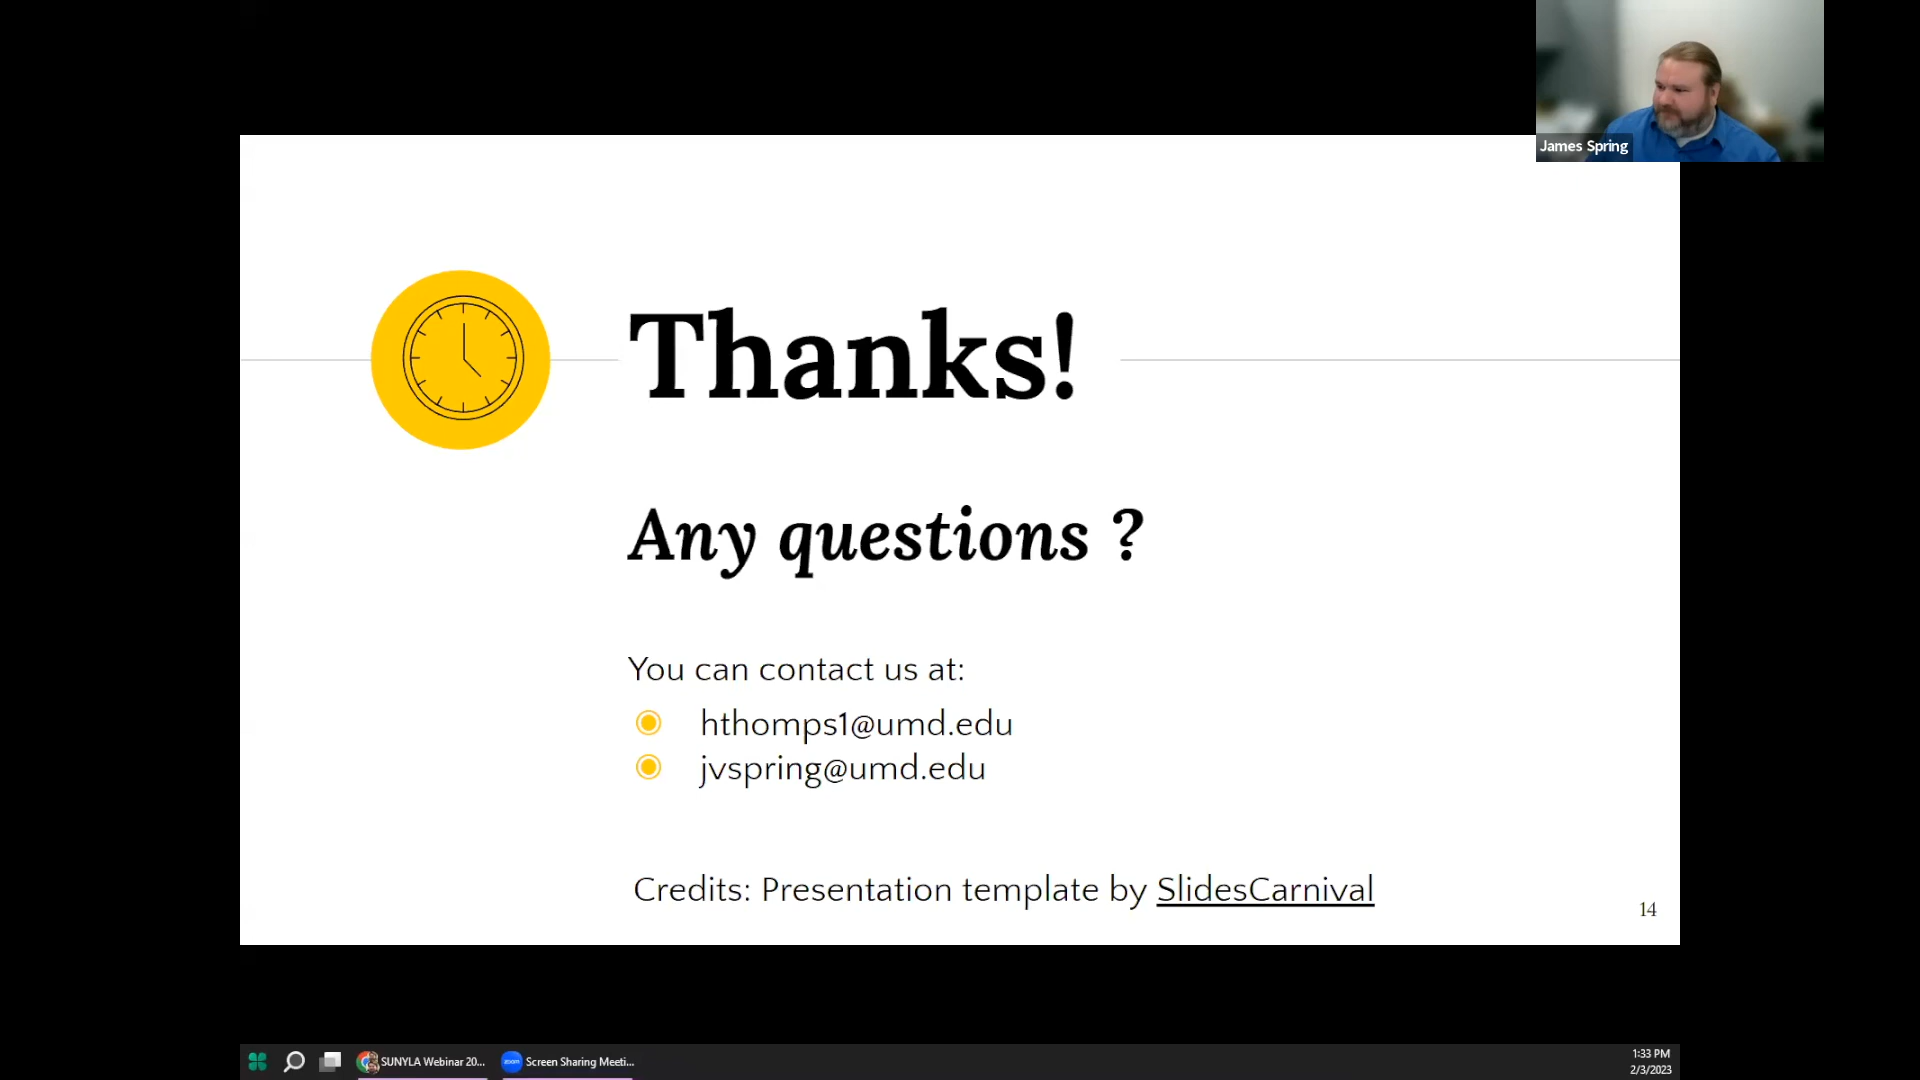 James Spring
Thanks!
Any questions ?
You can contact us at:
hthomps1@umd.edu
jvspring@umd.edu
Credits: Presentation template by SlidesCarnival
14
SUNYLA Webinar 20...
zoom
Screen Sharing Meeti...
1:33 PM
2/3/2023